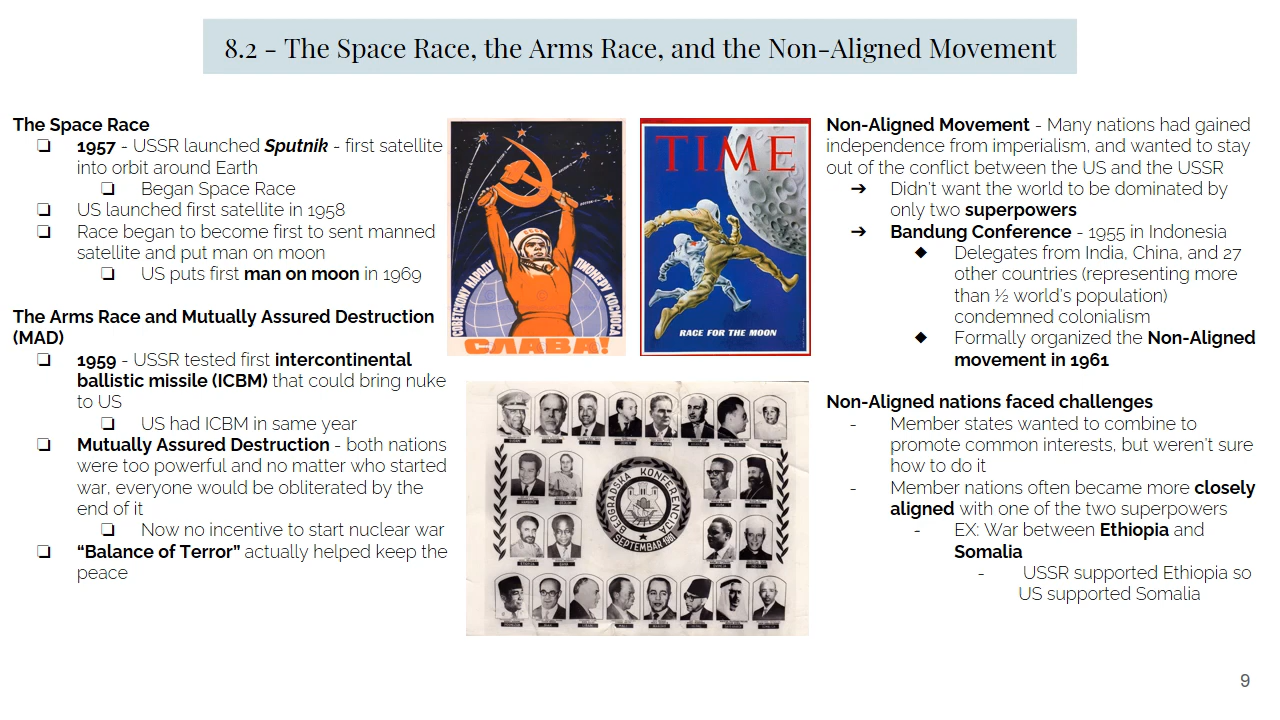 8.2 - The Space Race, the Arms Race, and the Non-Aligned Movement
The Space Race
❏ 1957 - USSR launched Sputnik - first satellite
into orbit around Earth
❏ Began Space Race
❏ US launched first satellite in 1958
❏ Race began to become first to sent manned
satellite and put man on moon
❏ US puts first man on moon in 1969
The Arms Race and Mutually Assured Destruction
(MAD)
❏ 1959 - USSR tested first intercontinental
ballistic missile (ICBM) that could bring nuke
to US
❏ US had ICBM in same year
❏ Mutually Assured Destruction - both nations
were too powerful and no matter who started
war, everyone would be obliterated by the
end of it
❏ Now no incentive to start nuclear war
❏ “Balance of Terror” actually helped keep the
peace
СОВЕТСКОМУ НАРОДУ
ПИОНЕРУ КОСМОСА
СЛАВА!
TIME
RACE FOR THE MOON
BEOGRADSKA KONFERENCIJA
SEPTEMBAR 1961
Non-Aligned Movement - Many nations had gained
independence from imperialism, and wanted to stay
out of the conflict between the US and the USSR
➔ Didn't want the world to be dominated by
only two superpowers
➔ Bandung Conference - 1955 in Indonesia
◆ Delegates from India, China, and 27
other countries (representing more
than ½ world's population)
condemned colonialism
◆ Formally organized the Non-Aligned
movement in 1961
Non-Aligned nations faced challenges
- Member states wanted to combine to
promote common interests, but weren't sure
how to do it
- Member nations often became more closely
aligned with one of the two superpowers
- EX: War between Ethiopia and
Somalia
- USSR supported Ethiopia so
US supported Somalia
9